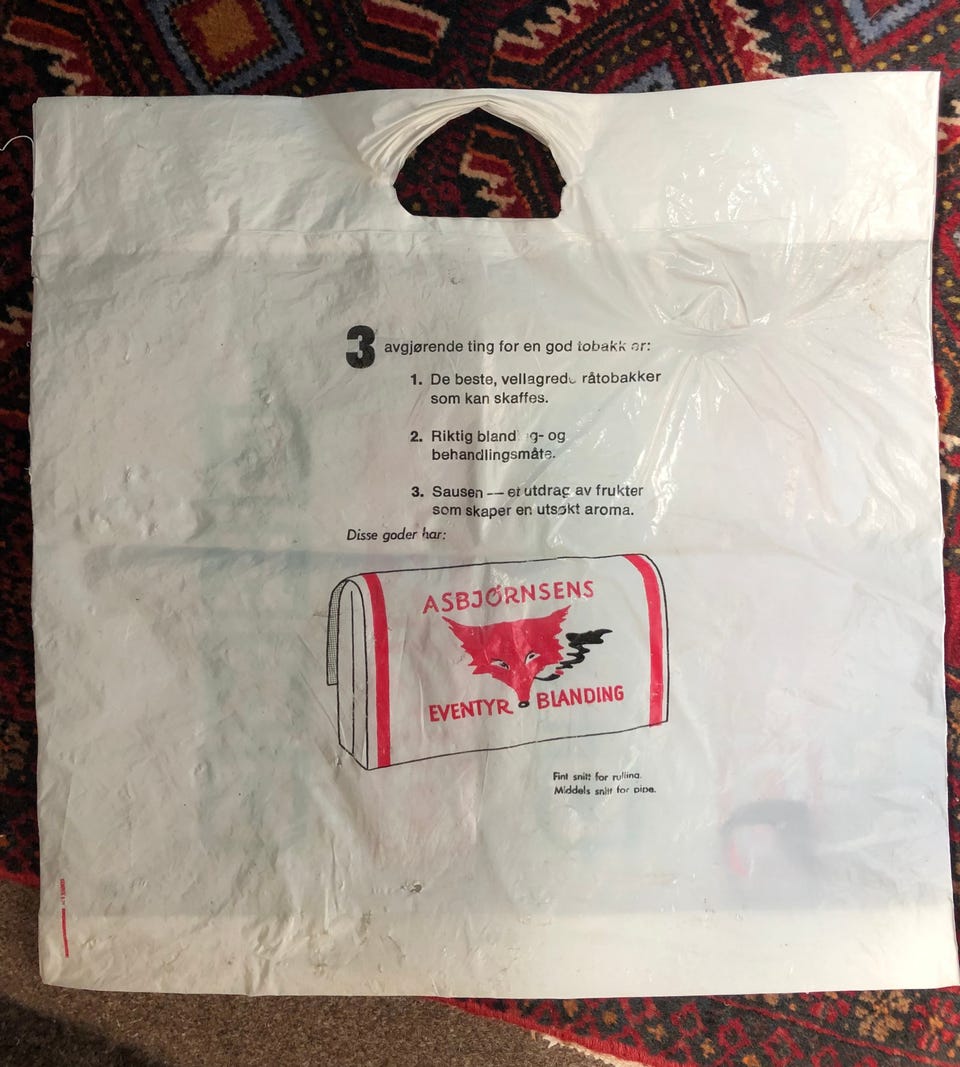 3 avgjørende ting for en god tobakk er:
1. De beste, vellagrede råtobakker
som kan skaffes.
2. Riktig bland g- og
behandlingsmåte.
3. Sausen — et utdrag av frukter
som skaper en utsøkt aroma.
Disse goder har:
ASBJØRNSENS
EVENTYR BLANDING
Fint snitt for rulling.
Middels snitt for pipe.